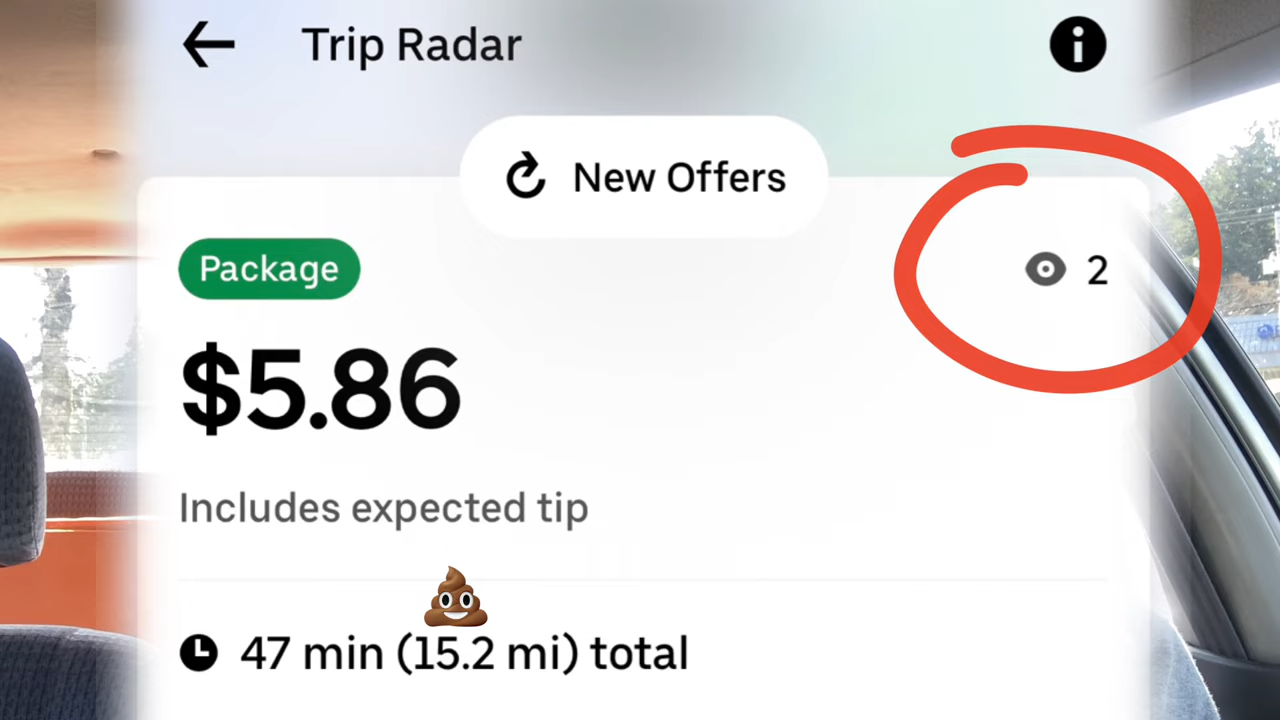 Trip Radar
New Offers
Package
2
$5.86
Includes expected tip
47 min (15.2 mi) total